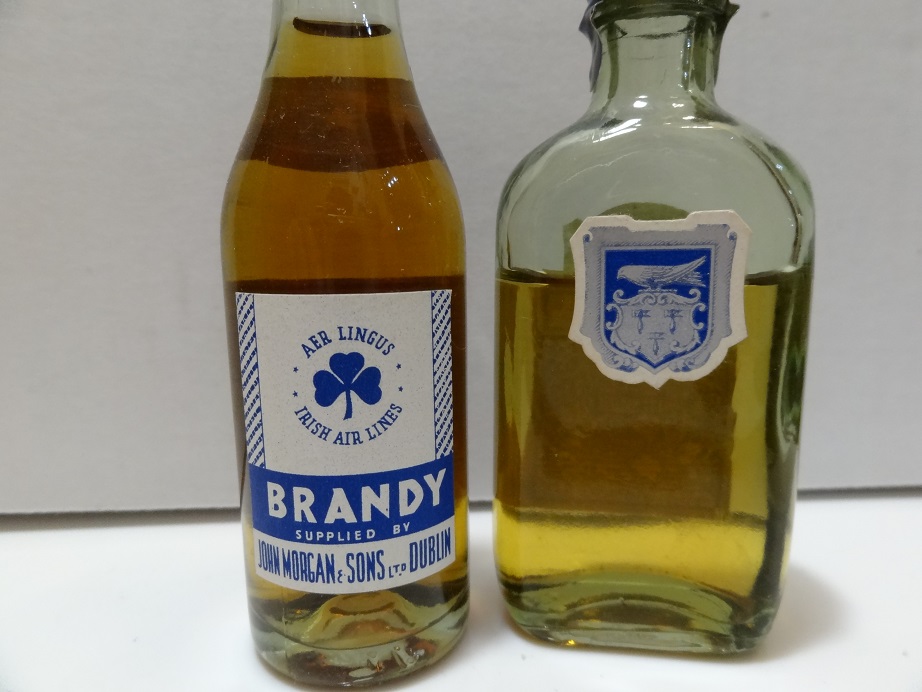 AER LINGUS
IRISH AIR LINES
BRANDY
SUPPLIED BY
JOHN MORGAN & SONS LTD DUBLIN